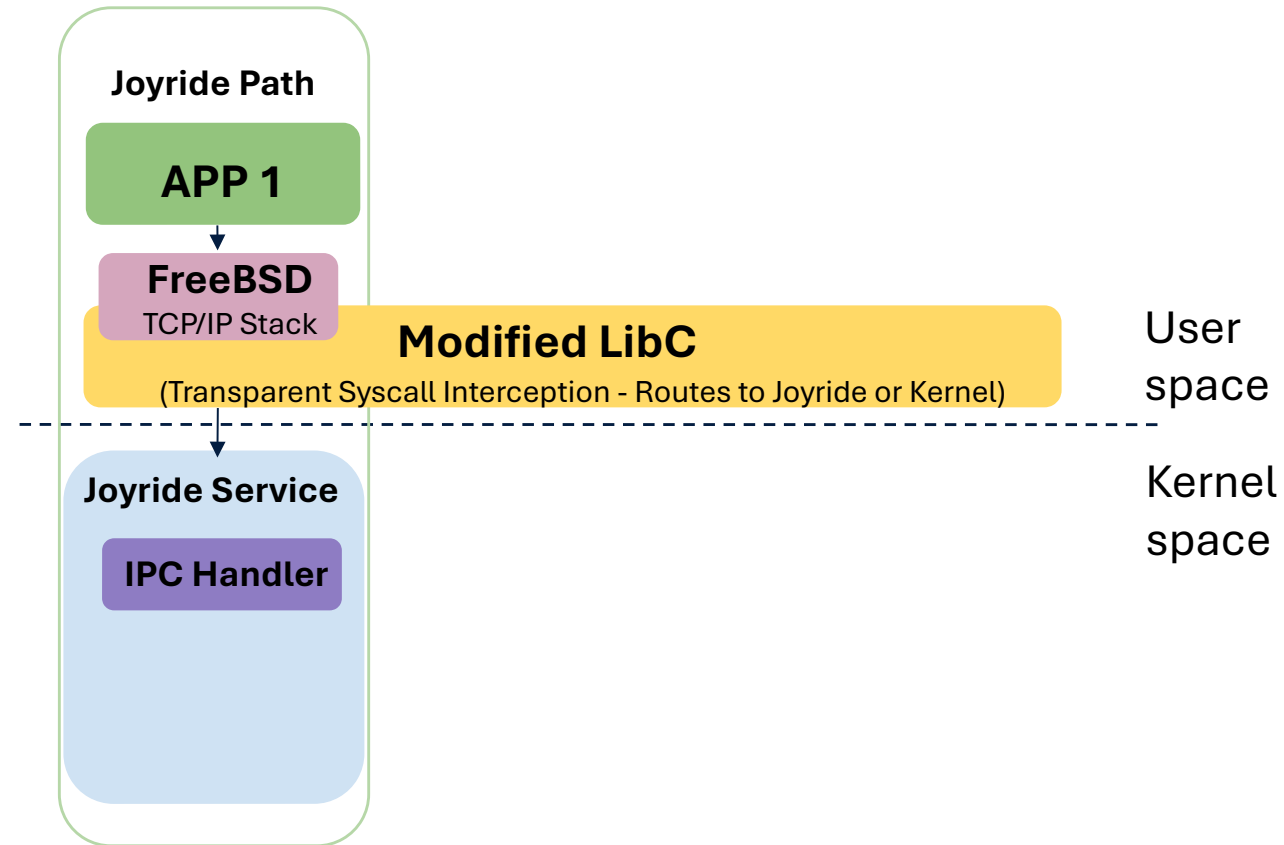 Joyride Path
APP 1
FreeBSD
TCP/IP Stack
Modified LibC
(Transparent Syscall Interception - Routes to Joyride or Kernel)
User
space
Joyride Service
IPC Handler
Kernel
space